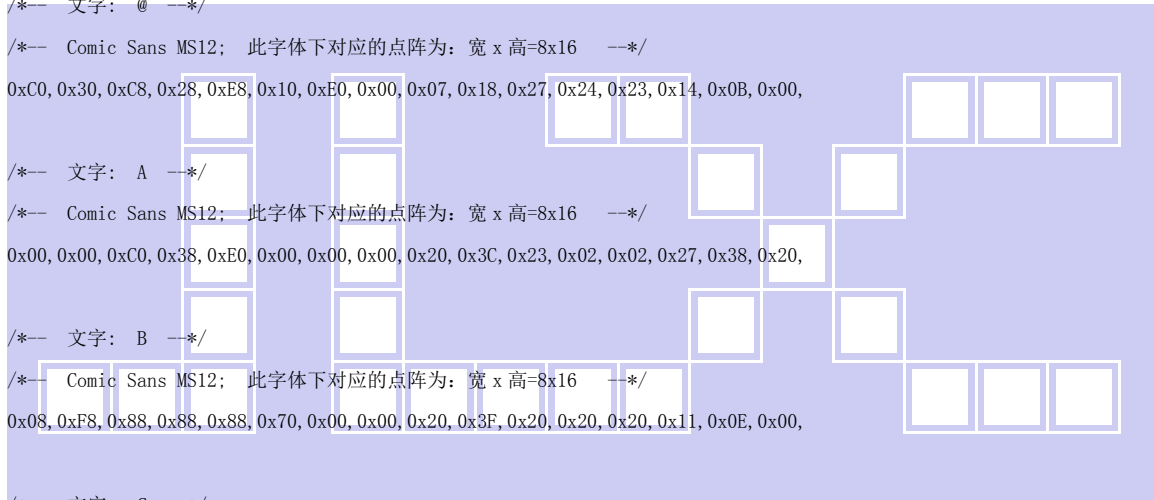 /*--  文字:  @  --*/
/*--  Comic Sans MS12;  此字体下对应的点阵为：宽 x 高=8x16   --*/
0xC0,0x30,0xC8,0x28,0xE8,0x10,0xE0,0x00,0x07,0x18,0x27,0x24,0x23,0x14,0x0B,0x00,
/*--  文字:  A  --*/
/*--  Comic Sans MS12;  此字体下对应的点阵为：宽 x 高=8x16   --*/
0x00,0x00,0xC0,0x38,0xE0,0x00,0x00,0x00,0x20,0x3C,0x23,0x02,0x02,0x27,0x38,0x20,
/*--  文字:  B  --*/
/*--  Comic Sans MS12;  此字体下对应的点阵为：宽 x 高=8x16   --*/
0x08,0xF8,0x88,0x88,0x88,0x70,0x00,0x00,0x20,0x3F,0x20,0x20,0x20,0x11,0x0E,0x00,